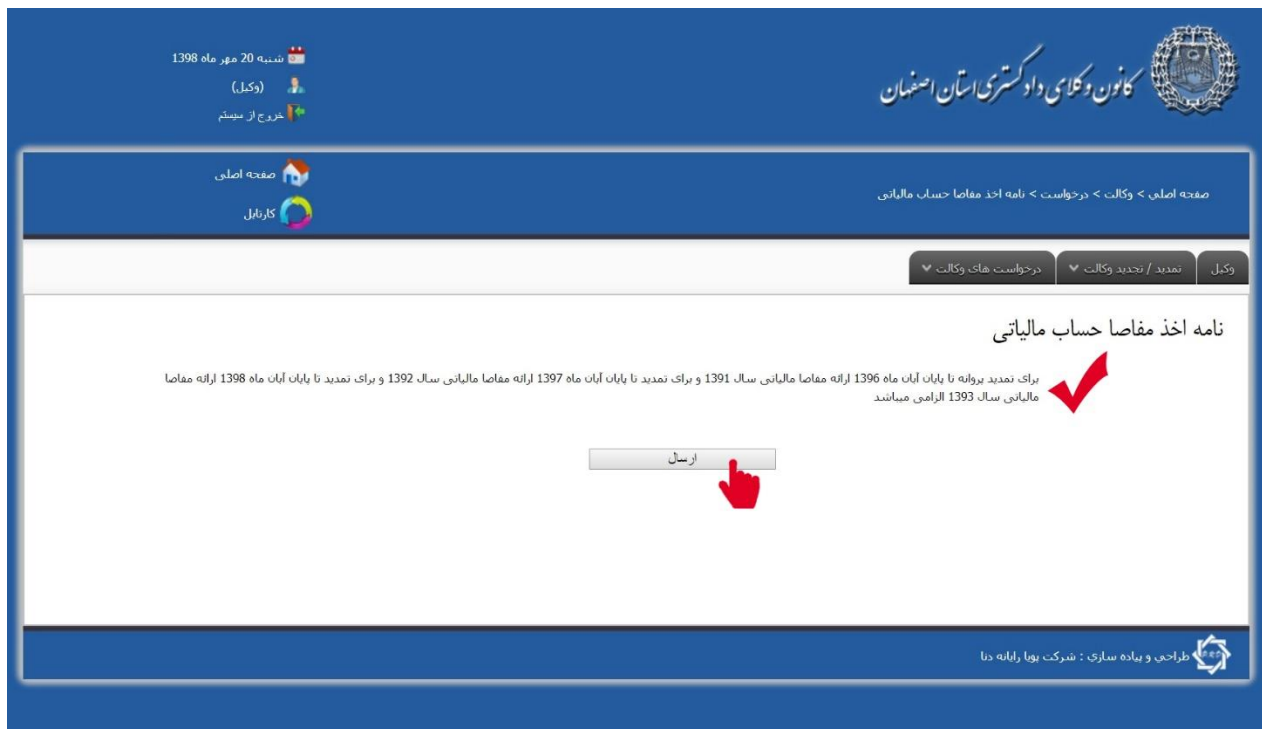 کانون وکلای دادگستری استان اصفهان
شنبه 20 مهر ماه 1398
(وکیل)
خروج از سیستم
صفحه اصلی
کارتابل
صفحه اصلی > وکالت > درخواست > نامه اخذ مفاصا حساب مالیاتی
وکیل
تمدید / تجدید وکالت
درخواست های وکالت
نامه اخذ مفاصا حساب مالیاتی
برای تمدید پروانه تا پایان آبان ماه 1396 ارائه مفاصا مالیاتی سال 1391 و برای تمدید تا پایان آبان ماه 1397 ارائه مفاصا مالیاتی سال 1392 و برای تمدید تا پایان آبان ماه 1398 ارائه مفاصا
مالیاتی سال 1393 الزامی میباشد
ارسال
طراحي و پياده سازي : شرکت پویا رایانه دنا